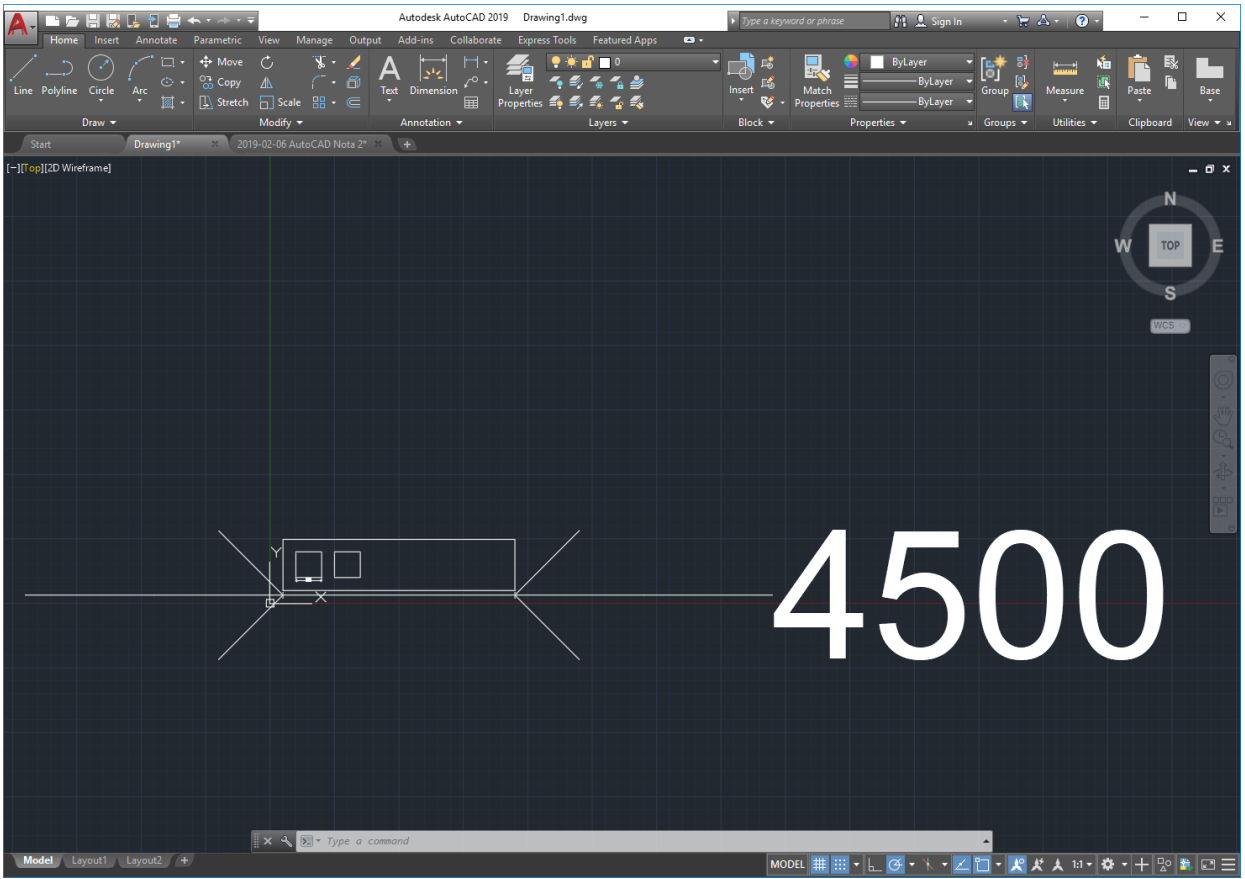 A Autodesk AutoCAD 2019 Drawing1.dwg Type a keyword or phrase Sign In
Home Insert Annotate Parametric View Manage Output Add-ins Collaborate Express Tools Featured Apps
Move 0 ByLayer
Line Polyline Circle Arc Copy A Text Dimension Layer Properties Insert Match Properties ByLayer Group Measure Paste Base
Stretch Scale ByLayer
Draw Modify Annotation Layers Block Properties Groups Utilities Clipboard View
Start Drawing1* 2019-02-06 AutoCAD Nota 2*
[−][Top][2D Wireframe]
N
W TOP E
S
WCS
Y
X
4500
Type a command
Model Layout1 Layout2 MODEL 1:1